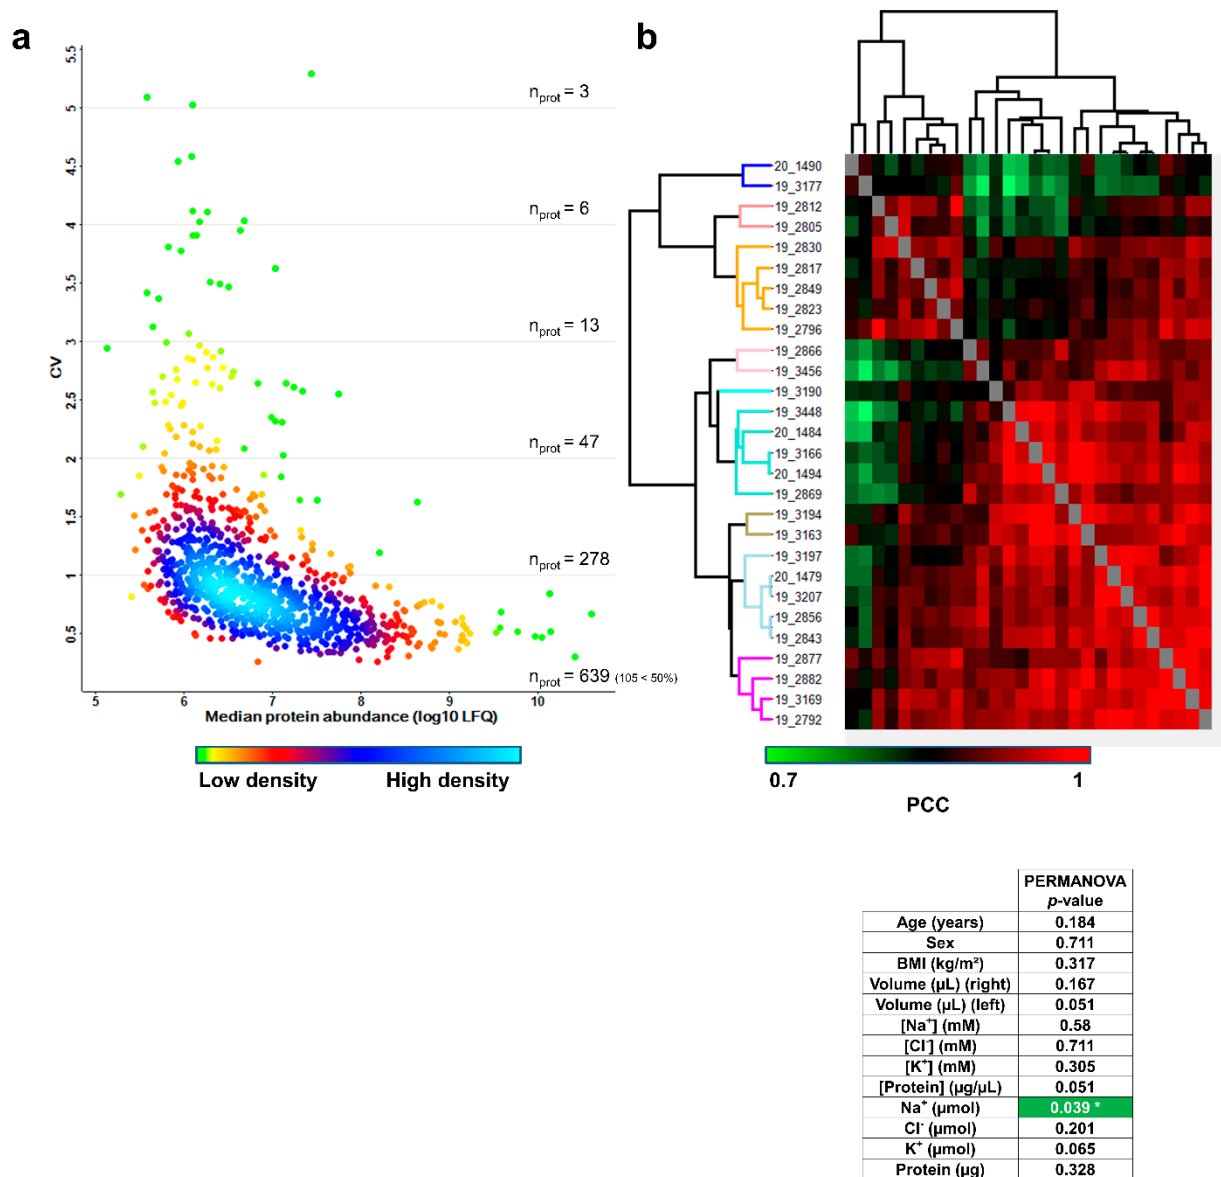 a
b
5.5
5
4.5
4
3.5
3
2.5
2
1.5
1
0.5
CV
n_prot = 3
n_prot = 6
n_prot = 13
n_prot = 47
n_prot = 278
n_prot = 639 (105 < 50%)
5 6 7 8 9 10
Median protein abundance (log10 LFQ)
Low density High density
20_1490
19_3177
19_2812
19_2805
19_2830
19_2817
19_2849
19_2823
19_2796
19_2866
19_3456
19_3190
19_3448
20_1484
19_3166
20_1494
19_2869
19_3194
19_3163
19_3197
20_1479
19_3207
19_2856
19_2843
19_2877
19_2882
19_3169
19_2792
0.7 1
PCC
PERMANOVA
p-value
Age (years) 0.184
Sex 0.711
BMI (kg/m²) 0.317
Volume (µL) (right) 0.167
Volume (µL) (left) 0.051
[Na⁺] (mM) 0.58
[Cl⁻] (mM) 0.711
[K⁺] (mM) 0.305
[Protein] (µg/µL) 0.051
Na⁺ (µmol) 0.039 *
Cl⁻ (µmol) 0.201
K⁺ (µmol) 0.065
Protein (µg) 0.328